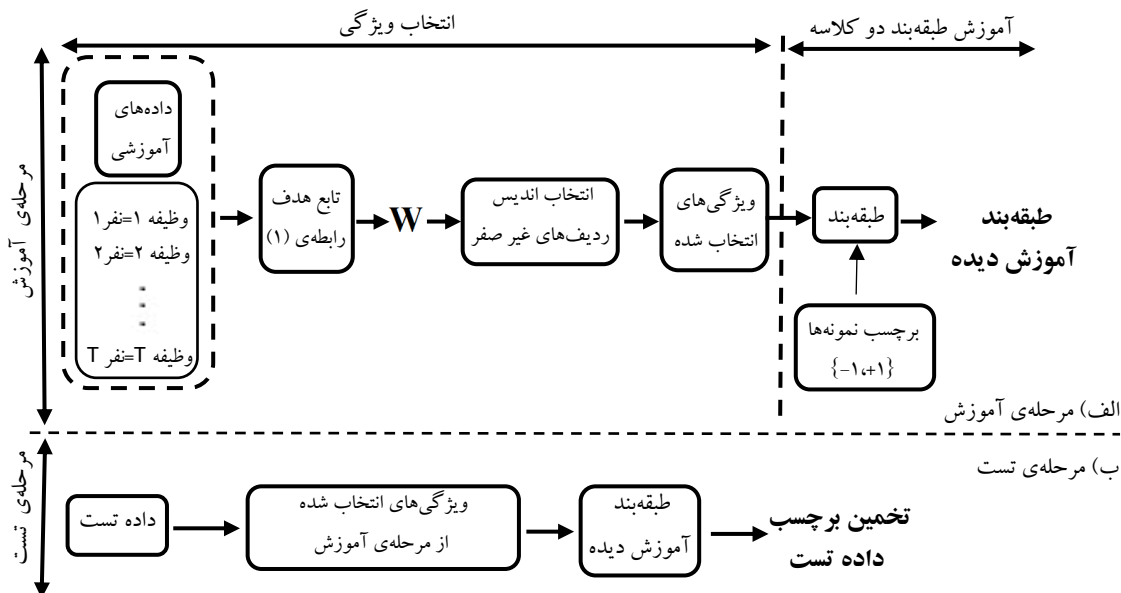 انتخاب ویژگی
آموزش طبقه‌بند دو کلاسه
مرحله‌ی آموزش
داده‌های
آموزشی
وظیفه ۱=نفر ۱
وظیفه ۲=نفر۲
وظیفه T=نفر T
تابع هدف
رابطه‌ی (۱)
W
انتخاب اندیس
ردیف‌های غیر صفر
ویژگی‌های
انتخاب شده
طبقه‌بند
برچسب نمونه‌ها
{-۱،+۱}
طبقه‌بند
آموزش دیده
الف) مرحله‌ی آموزش
مرحله‌ی تست
ب) مرحله‌ی تست
داده تست
ویژگی‌های انتخاب شده
از مرحله‌ی آموزش
طبقه‌بند
آموزش دیده
تخمین برچسب
داده تست